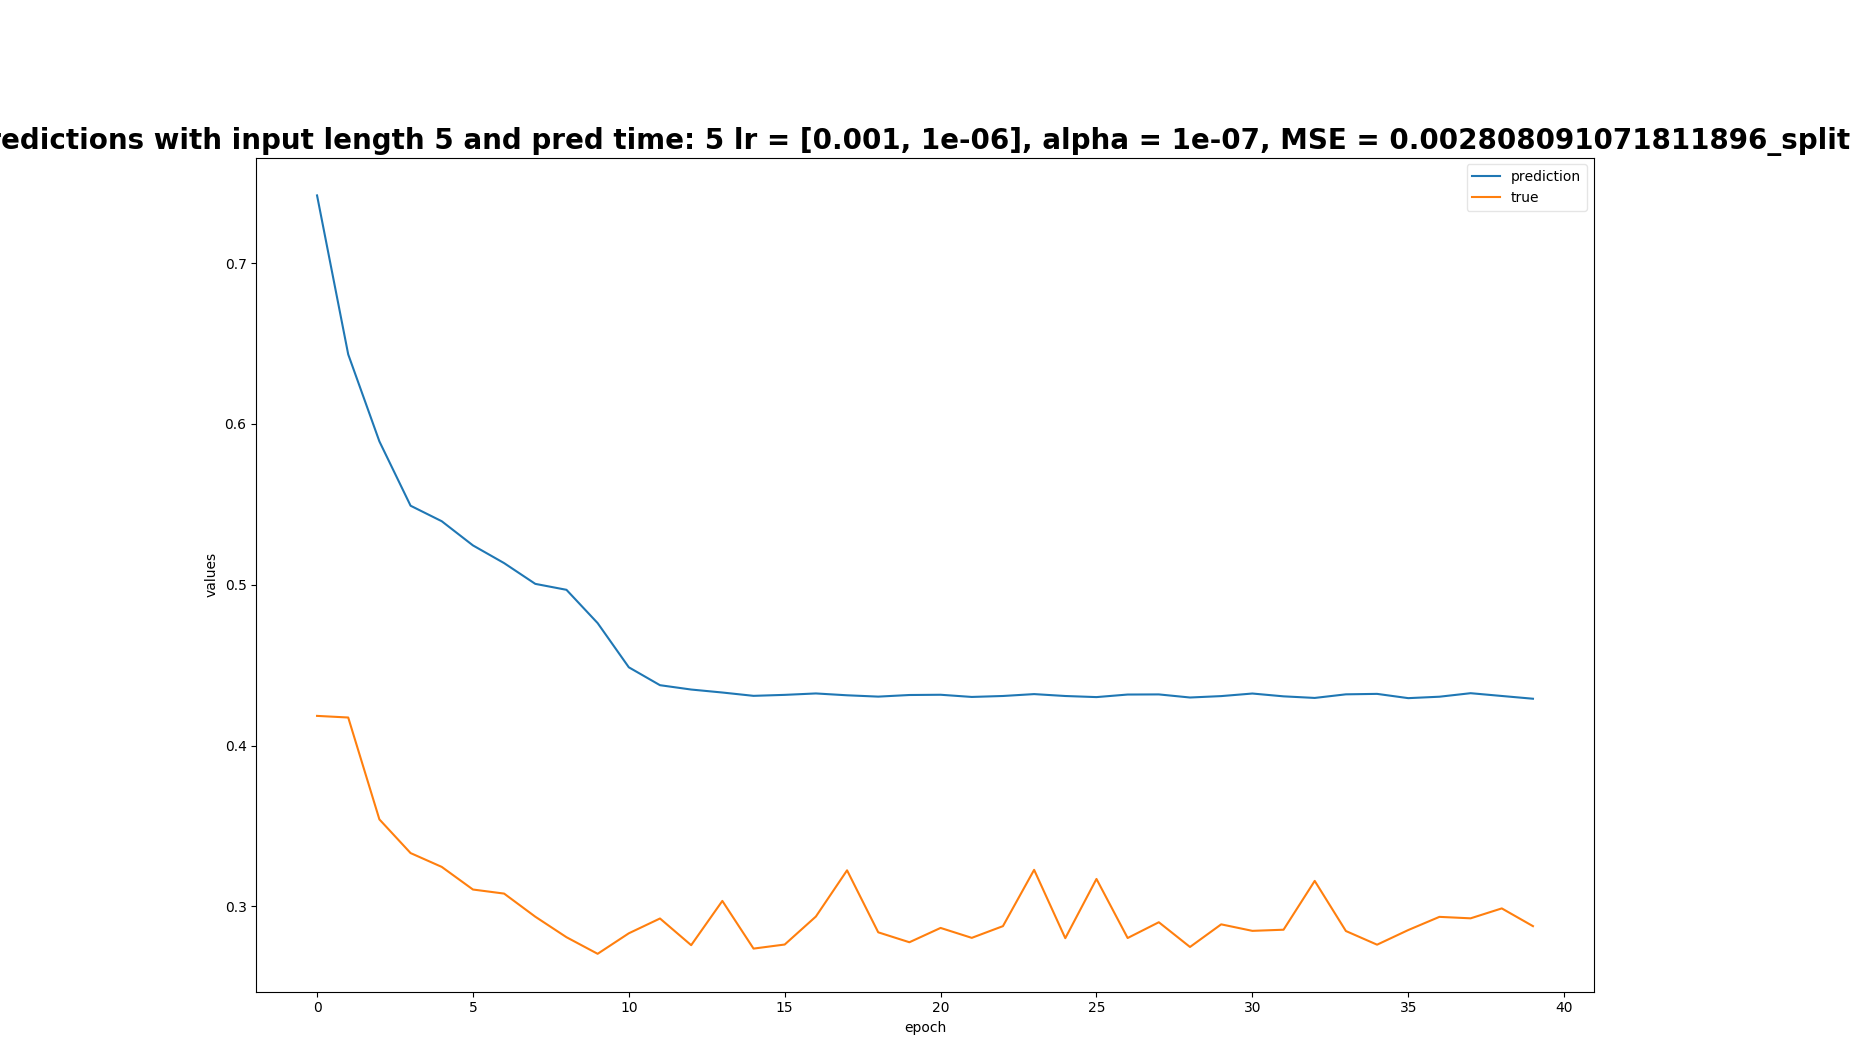 redictions with input length 5 and pred time: 5 lr = [0.001, 1e-06], alpha = 1e-07, MSE = 0.002808091071811896_split
prediction
true
0.7
0.6
0.5
0.4
0.3
values
0 5 10 15 20 25 30 35 40
epoch